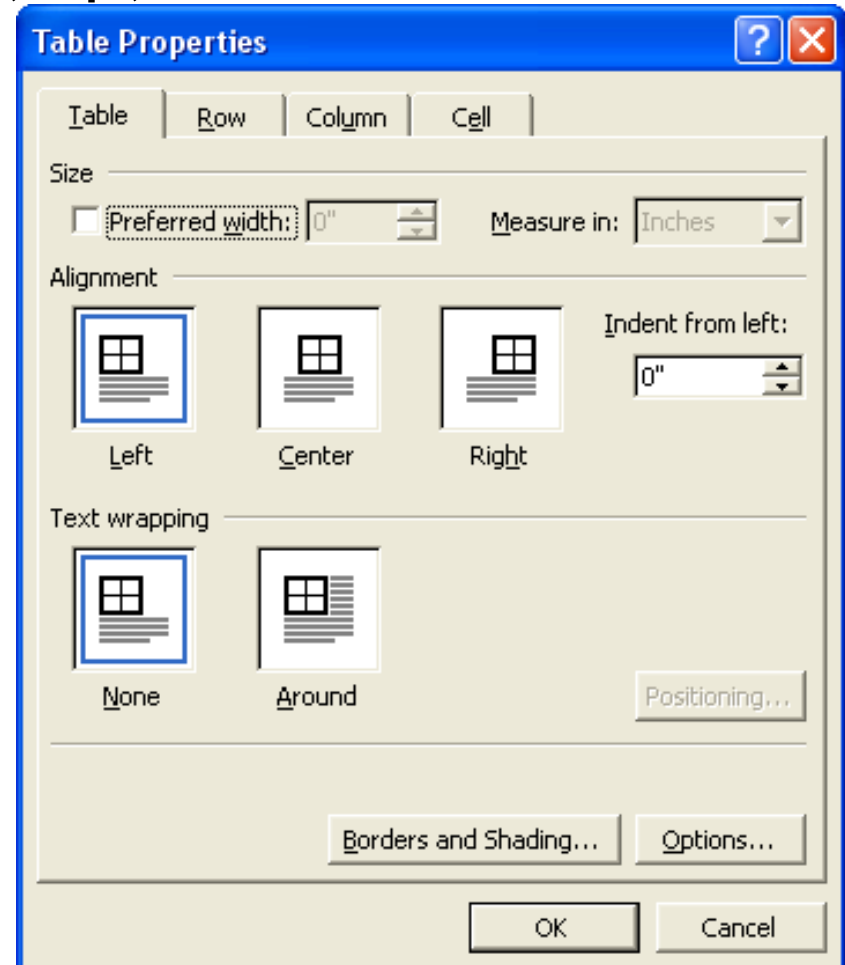 Table Properties
Table Row Column Cell
Size
Preferred width: 0" Measure in: Inches
Alignment
Indent from left:
0"
Left Center Right
Text wrapping
None Around Positioning...
Borders and Shading... Options...
OK Cancel